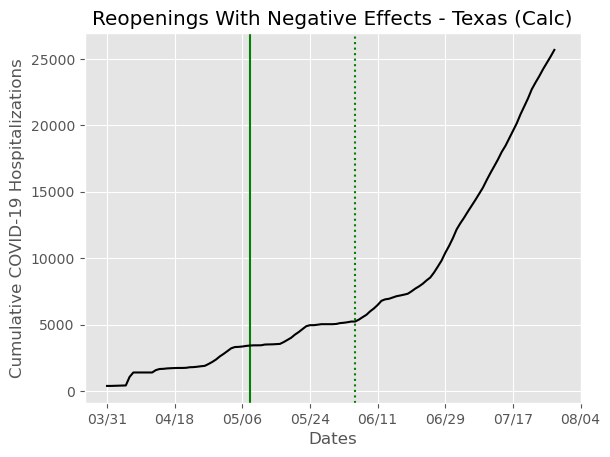 Reopenings With Negative Effects - Texas (Calc)
Cumulative COVID-19 Hospitalizations
25000
20000
15000
10000
5000
0
03/31 04/18 05/06 05/24 06/11 06/29 07/17 08/04
Dates